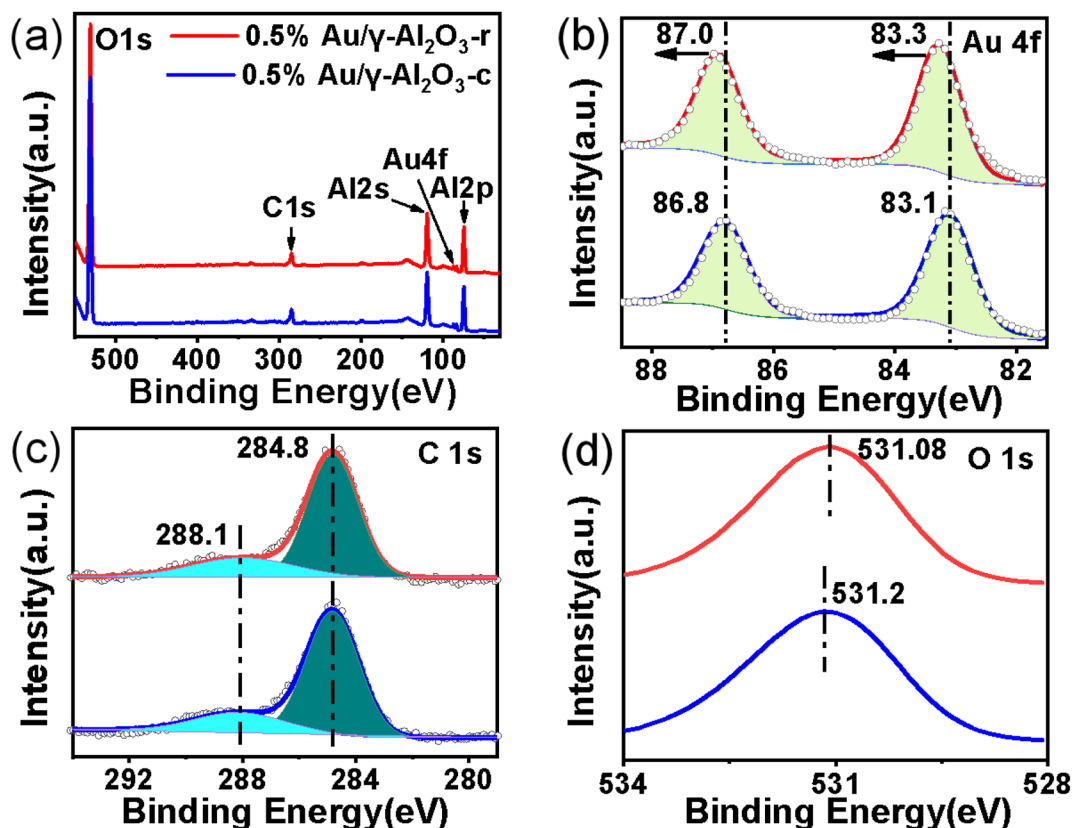 (a)
O1s
0.5% Au/γ-Al₂O₃-r
0.5% Au/γ-Al₂O₃-c
Au4f
Al2s
Al2p
C1s
Intensity(a.u.)
500 400 300 200 100
Binding Energy(eV)
(b)
87.0
83.3
Au 4f
86.8
83.1
Intensity(a.u.)
88 86 84 82
Binding Energy(eV)
(c)
284.8
C 1s
288.1
Intensity(a.u.)
292 288 284 280
Binding Energy(eV)
(d)
531.08
O 1s
531.2
Intensity(a.u.)
534 531 528
Binding Energy(eV)